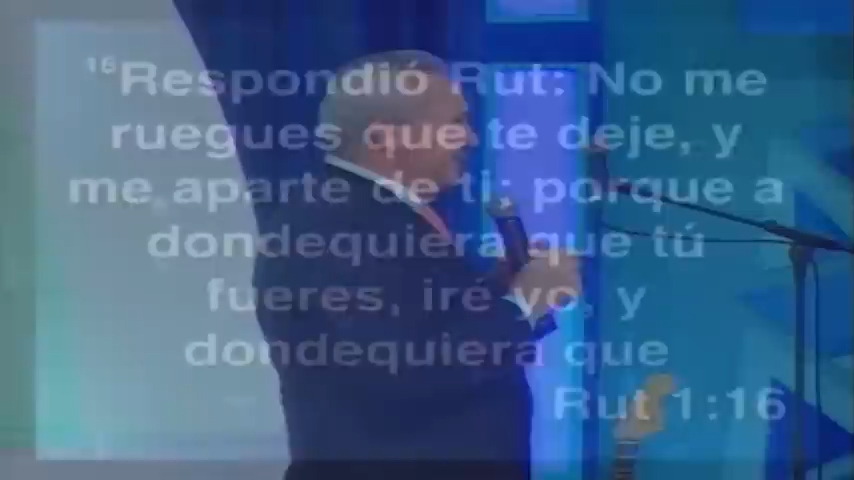 ¹⁶Respondió Rut: No me
ruegues que te deje, y
me aparte de ti; porque a
dondequiera que tú
fueres, iré yo, y
dondequiera que
Rut 1:16